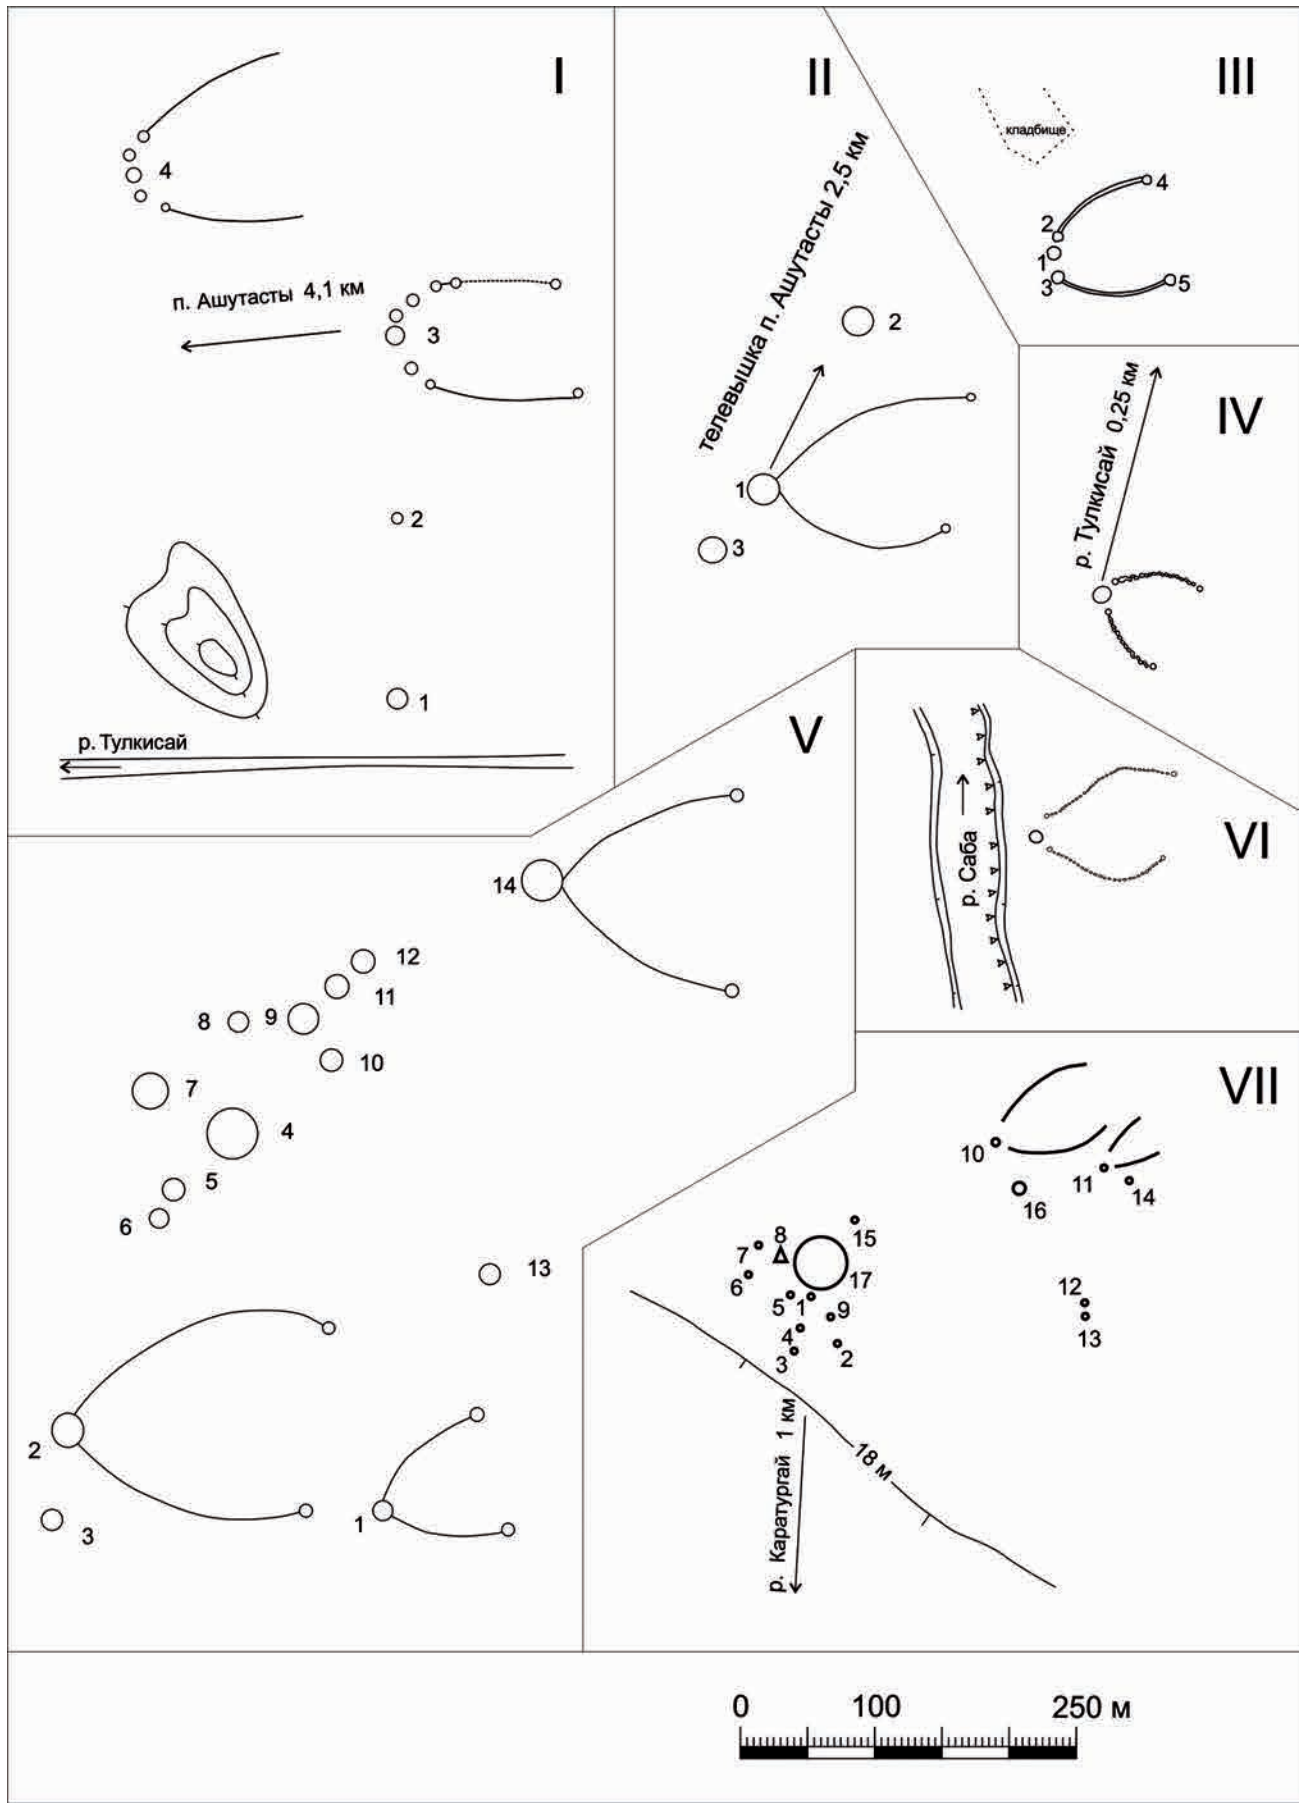 I
4
п. Ашутасты 4,1 км
3
2
1
р. Тулкисай
II
телевышка п. Ашутасты 2,5 км
2
1
3
III
кладбище
4
2
1
3
5
IV
р. Тулкисай 0,25 км
V
14
12
11
8
9
10
7
4
5
6
13
2
3
1
VI
р. Саба
VII
10
11
14
16
15
8
7
6
17
5
1
9
4
3
2
12
13
18 м
р. Каратургай 1 км
0 100 250 м